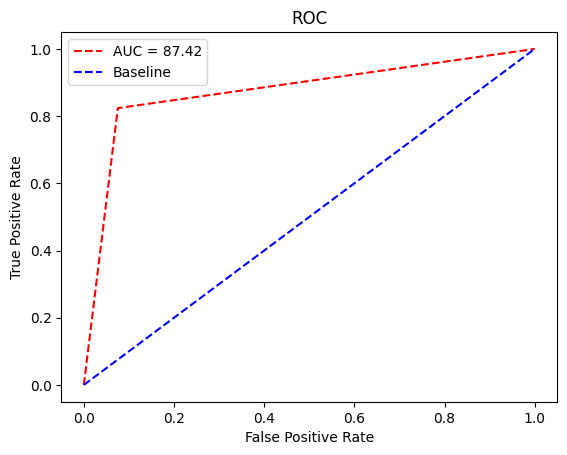 ROC
AUC = 87.42
Baseline
True Positive Rate
1.0
0.8
0.6
0.4
0.2
0.0
0.0 0.2 0.4 0.6 0.8 1.0
False Positive Rate